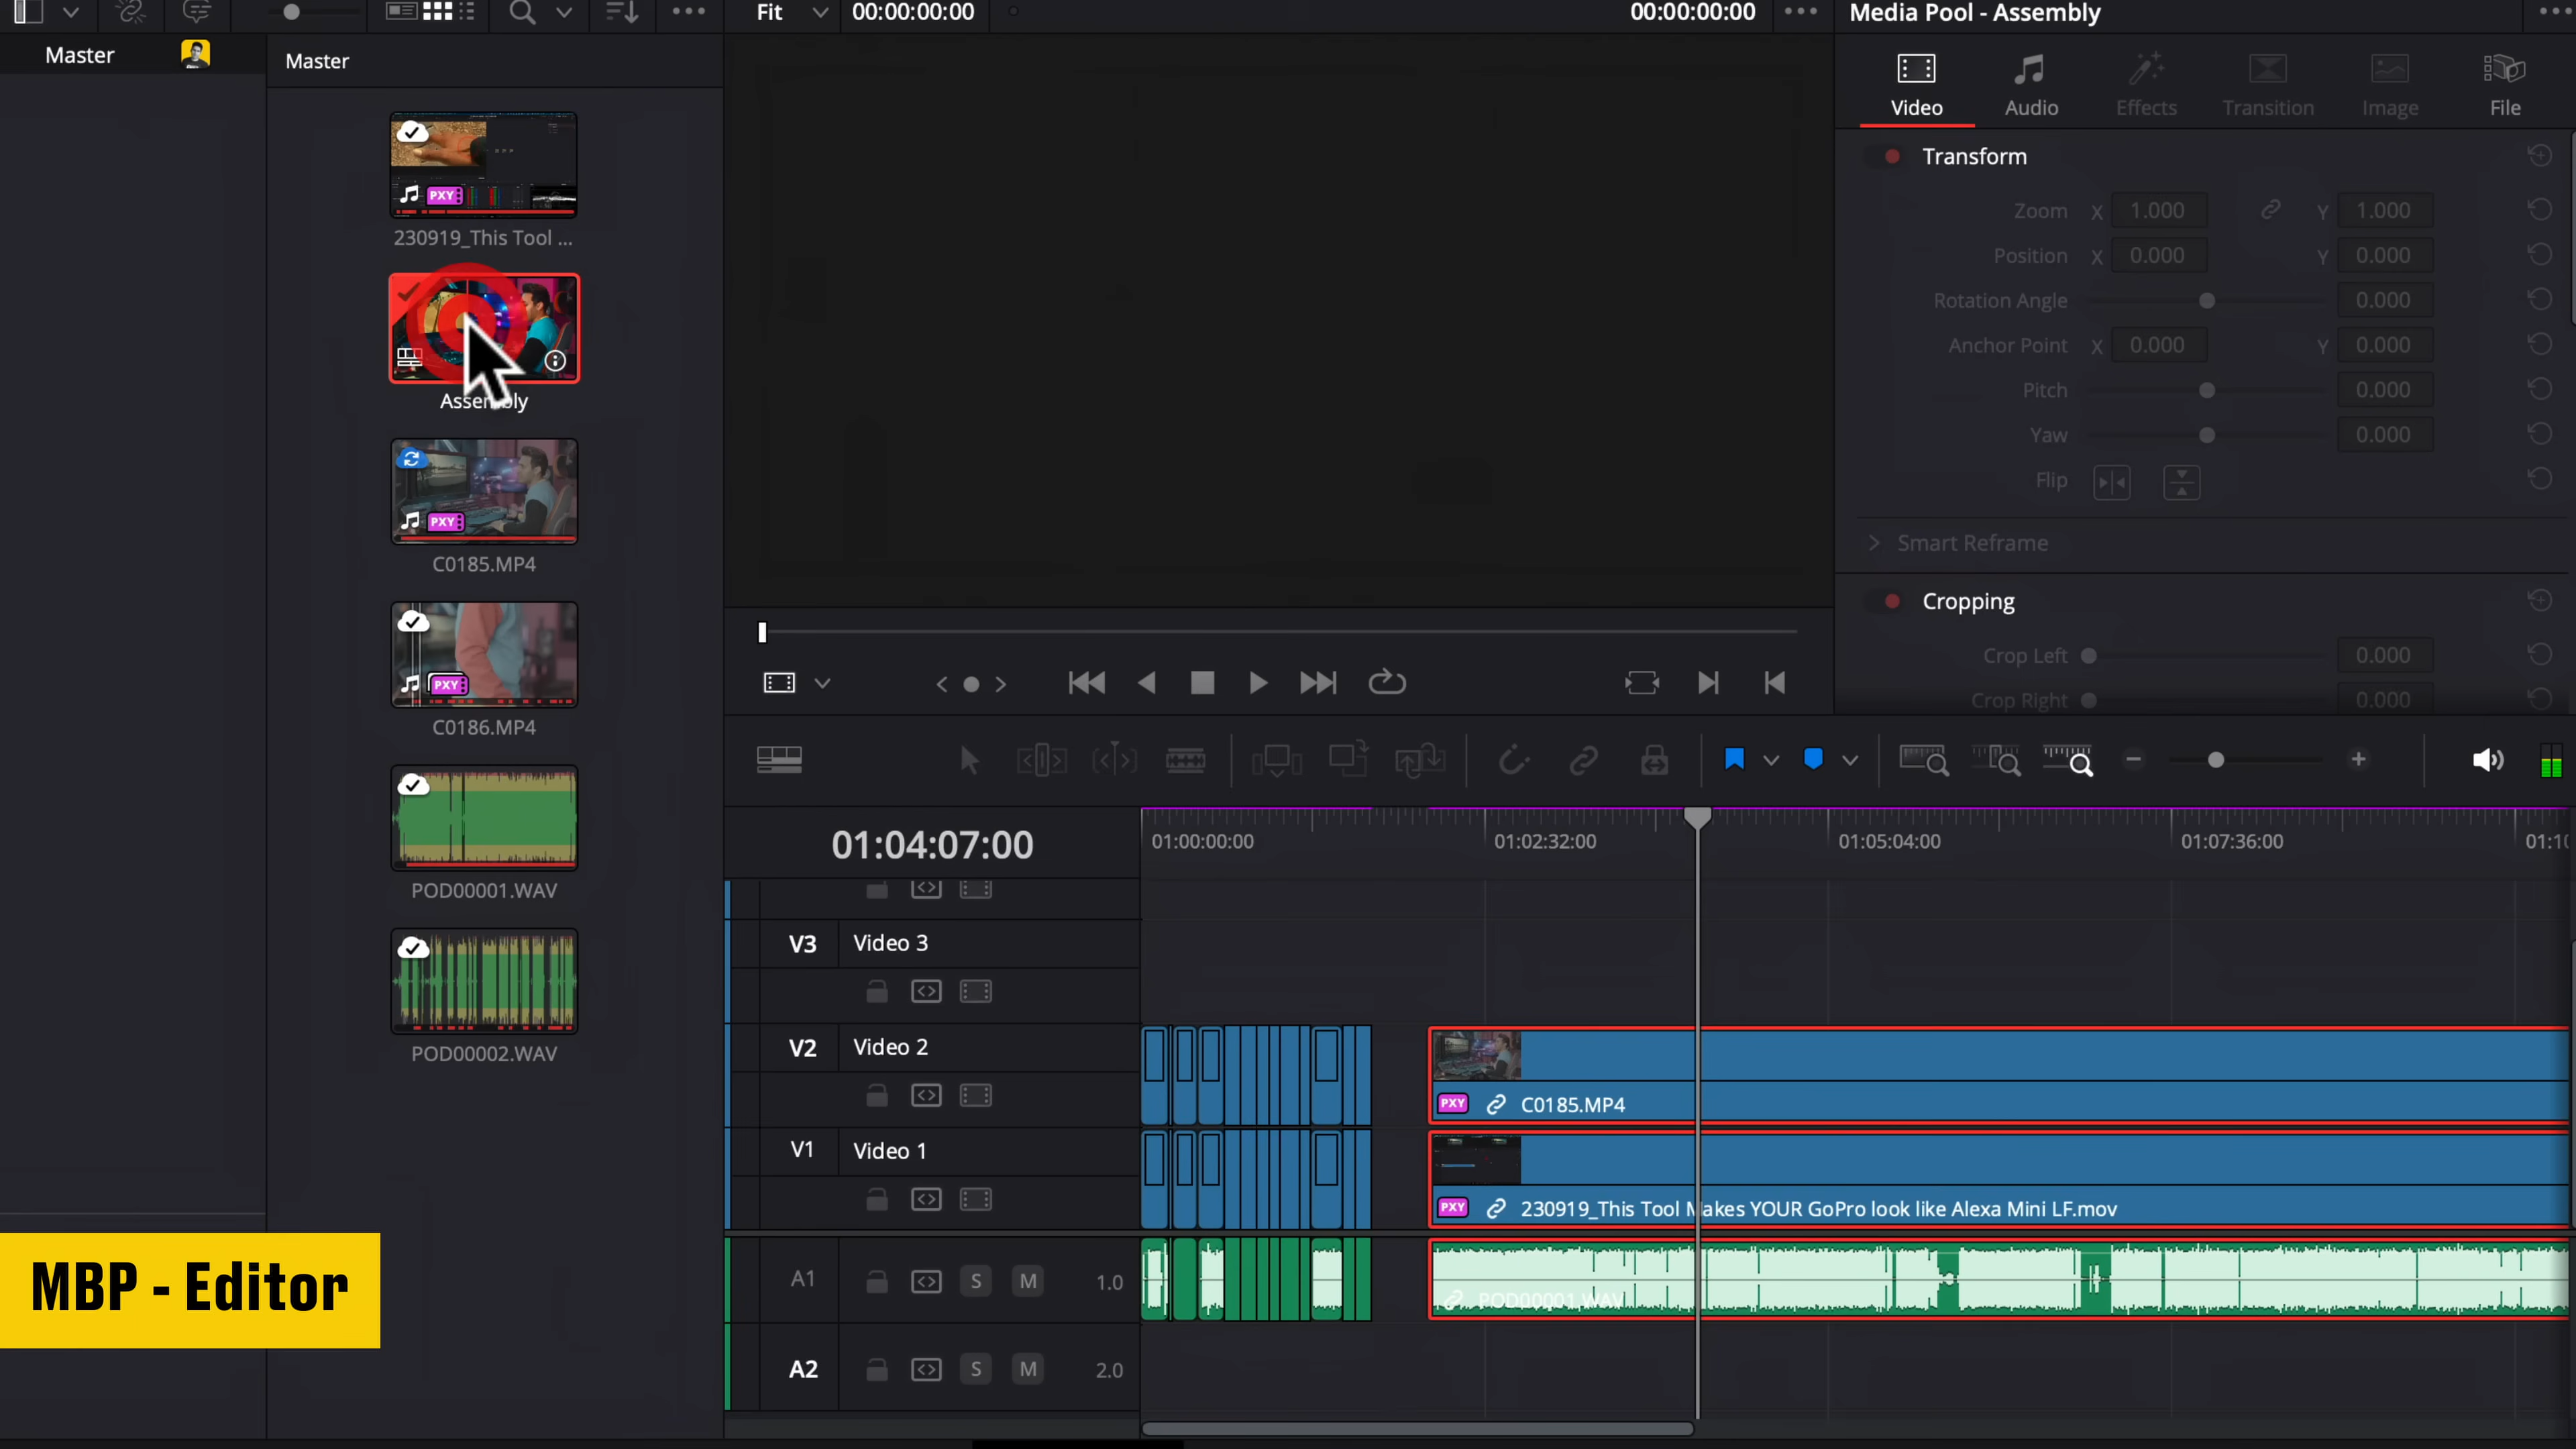 Fit
00:00:00:00
00:00:00:00
Media Pool - Assembly
Master
Master
Video
Audio
Effects
Transition
Image
File
Transform
Zoom X 1.000 Y 1.000
Position X 0.000 Y 0.000
Rotation Angle 0.000
Anchor Point X 0.000 Y 0.000
Pitch 0.000
Yaw 0.000
Flip
Smart Reframe
Cropping
Crop Left 0.000
Crop Right 0.000
PXY
230919_This Tool ...
Assembly
PXY
C0185.MP4
PXY
C0186.MP4
POD00001.WAV
POD00002.WAV
01:04:07:00
01:00:00:00
01:02:32:00
01:05:04:00
01:07:36:00
V3 Video 3
V2 Video 2
PXY C0185.MP4
V1 Video 1
PXY 230919_This Tool Makes YOUR GoPro look like Alexa Mini LF.mov
A1 S M 1.0
POD00001.WAV
A2 S M 2.0
MBP - Editor